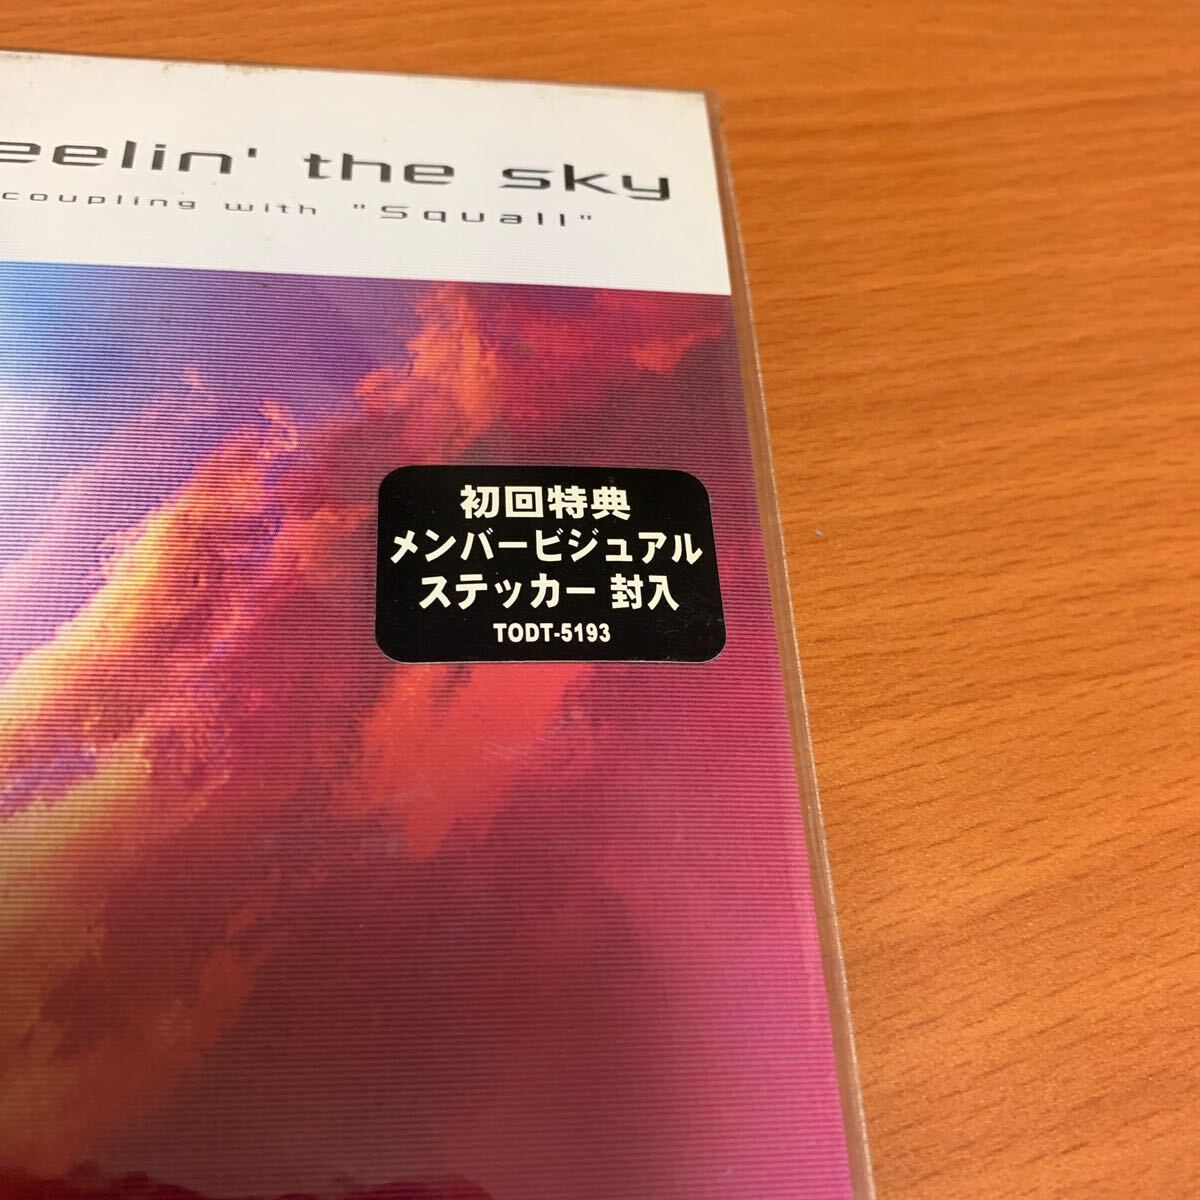 eelin' the sky
coupling with "Squall"
初回特典
メンバービジュアル
ステッカー 封入
TODT-5193